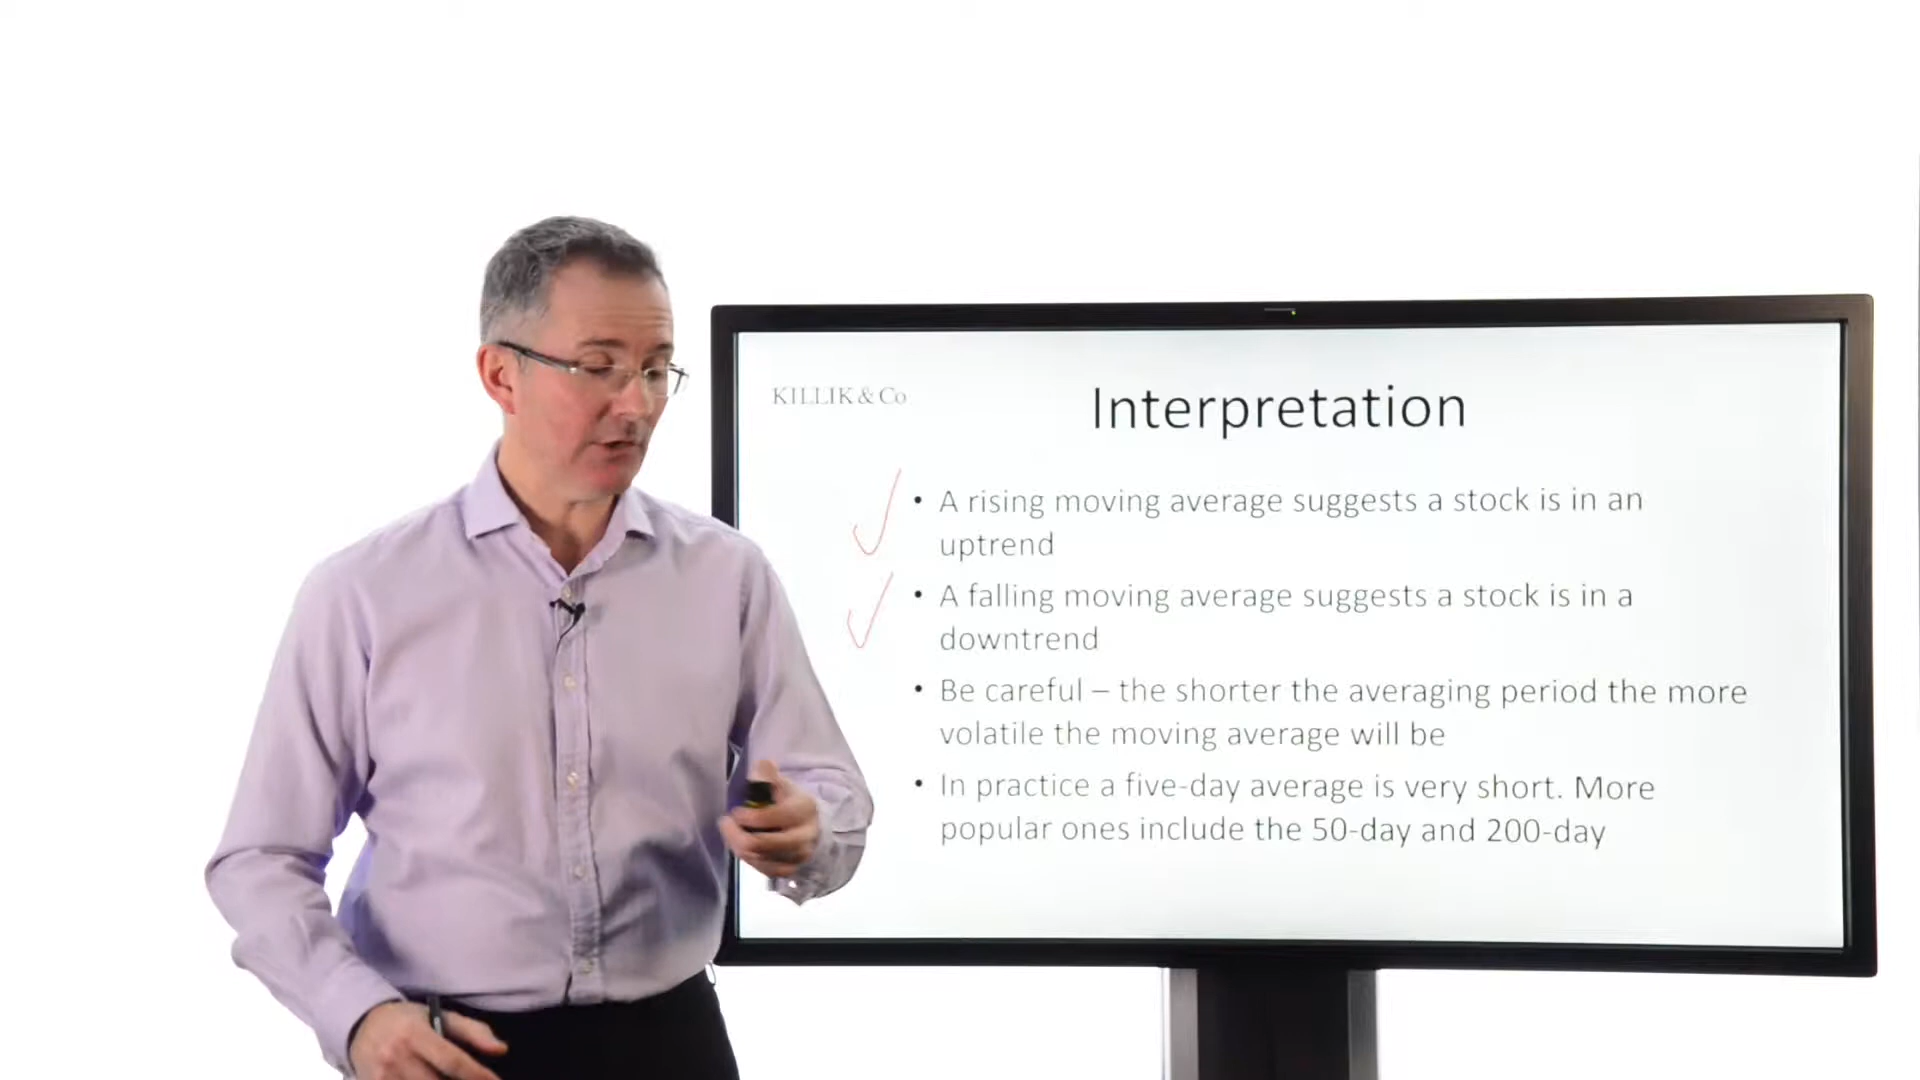 KILLIK & Co
Interpretation
• A rising moving average suggests a stock is in an
uptrend
• A falling moving average suggests a stock is in a
downtrend
• Be careful – the shorter the averaging period the more
volatile the moving average will be
• In practice a five-day average is very short. More
popular ones include the 50-day and 200-day